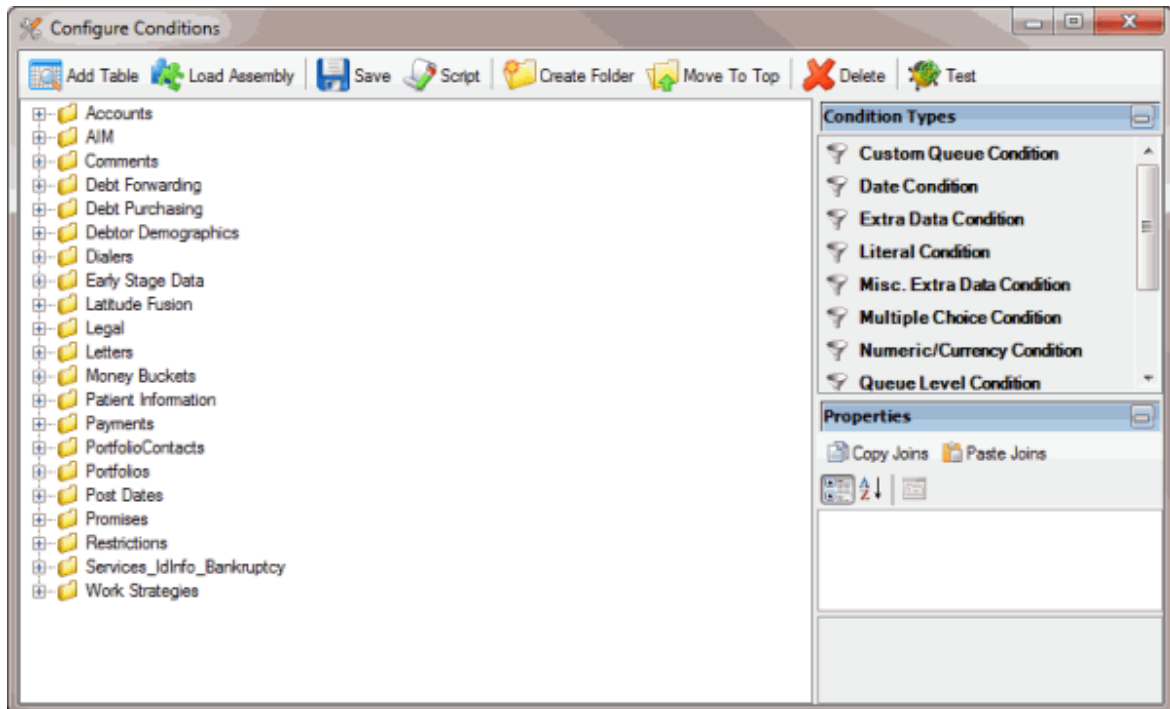 Configure Conditions
Add Table Load Assembly Save Script Create Folder Move To Top Delete Test
Accounts
AIM
Comments
Debt Forwarding
Debt Purchasing
Debtor Demographics
Dialers
Early Stage Data
Latitude Fusion
Legal
Letters
Money Buckets
Patient Information
Payments
PortfolioContacts
Portfolios
Post Dates
Promises
Restrictions
Services_IdInfo_Bankruptcy
Work Strategies
Condition Types
Custom Queue Condition
Date Condition
Extra Data Condition
Literal Condition
Misc. Extra Data Condition
Multiple Choice Condition
Numeric/Currency Condition
Queue Level Condition
Properties
Copy Joins Paste Joins